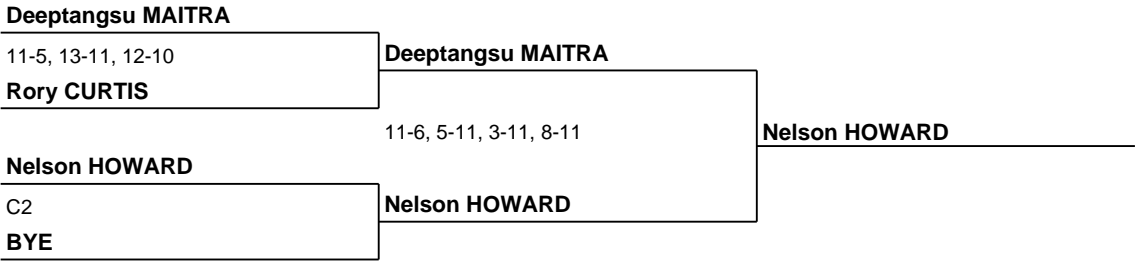 Deeptangsu MAITRA
11-5, 13-11, 12-10
Deeptangsu MAITRA
Rory CURTIS
11-6, 5-11, 3-11, 8-11
Nelson HOWARD
Nelson HOWARD
C2
Nelson HOWARD
BYE